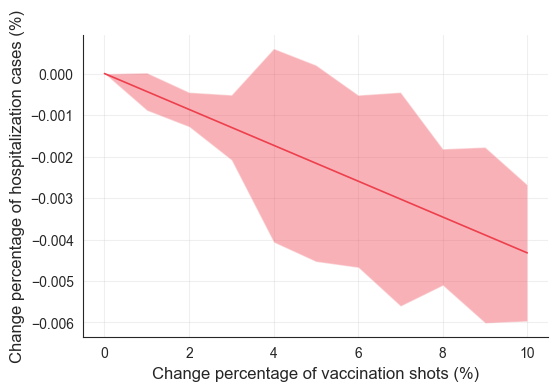 Change percentage of hospitalization cases (%)
0.000
−0.001
−0.002
−0.003
−0.004
−0.005
−0.006
0 2 4 6 8 10
Change percentage of vaccination shots (%)